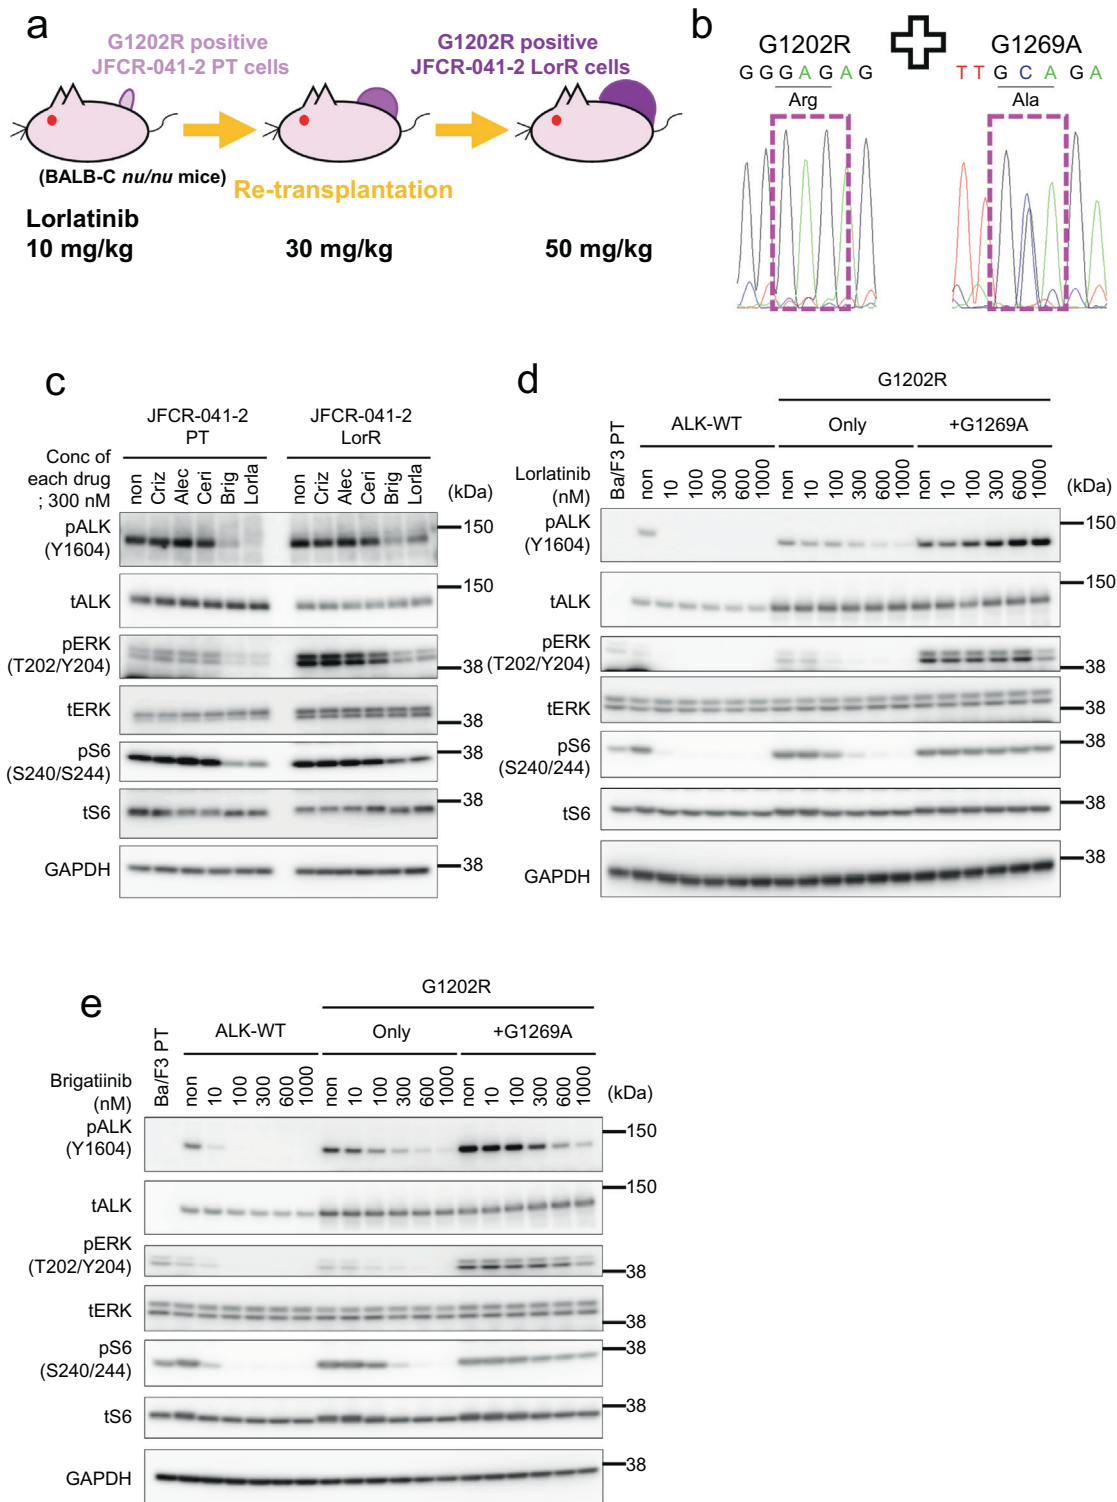 a
G1202R positive
JFCR-041-2 PT cells
G1202R positive
JFCR-041-2 LorR cells
(BALB-C nu/nu mice)
Re-transplantation
Lorlatinib
10 mg/kg
30 mg/kg
50 mg/kg
b
G1202R
G1269A
G G G A G A G
T T G C A G A
Arg
Ala
c
JFCR-041-2
PT
JFCR-041-2
LorR
Conc of
each drug
; 300 nM
non Criz Alec Ceri Brig Lorla
non Criz Alec Ceri Brig Lorla
(kDa)
pALK
(Y1604)
150
tALK
150
pERK
(T202/Y204)
38
tERK
38
pS6
(S240/S244)
38
tS6
38
GAPDH
38
d
G1202R
ALK-WT
Only
+G1269A
Lorlatinib
(nM)
Ba/F3 PT
non 10 100 300 600 1000
non 10 100 300 600 1000
non 10 100 300 600 1000
(kDa)
pALK
(Y1604)
150
tALK
150
pERK
(T202/Y204)
38
tERK
38
pS6
(S240/244)
38
tS6
38
GAPDH
38
e
G1202R
ALK-WT
Only
+G1269A
Brigatiinib
(nM)
Ba/F3 PT
non 10 100 300 600 1000
non 10 100 300 600 1000
non 10 100 300 600 1000
(kDa)
pALK
(Y1604)
150
tALK
150
pERK
(T202/Y204)
38
tERK
38
pS6
(S240/244)
38
tS6
38
GAPDH
38